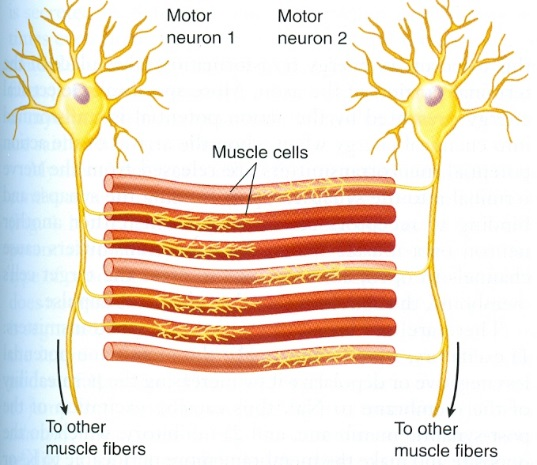 Motor
neuron 1
Motor
neuron 2
Muscle cells
To other
muscle fibers
To other
muscle fibers